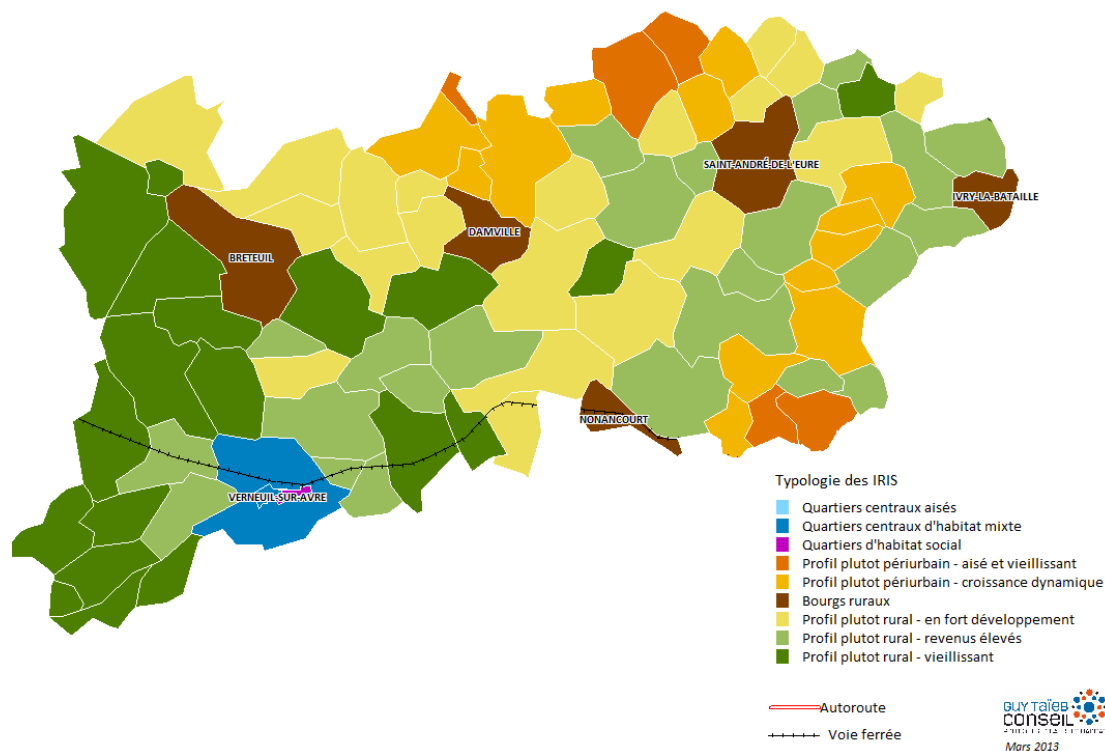 SAINT-ANDRÉ-DE-L'EURE
IVRY-LA-BATAILLE
DAMVILLE
BRETEUIL
NONANCOURT
VERNEUIL-SUR-AVRE
Typologie des IRIS
Quartiers centraux aisés
Quartiers centraux d'habitat mixte
Quartiers d'habitat social
Profil plutot périurbain - aisé et vieillissant
Profil plutot périurbain - croissance dynamique
Bourgs ruraux
Profil plutot rural - en fort développement
Profil plutot rural - revenus élevés
Profil plutot rural - vieillissant
Autoroute
Voie ferrée
GUY TAÏEB
CONSEIL
Mars 2013